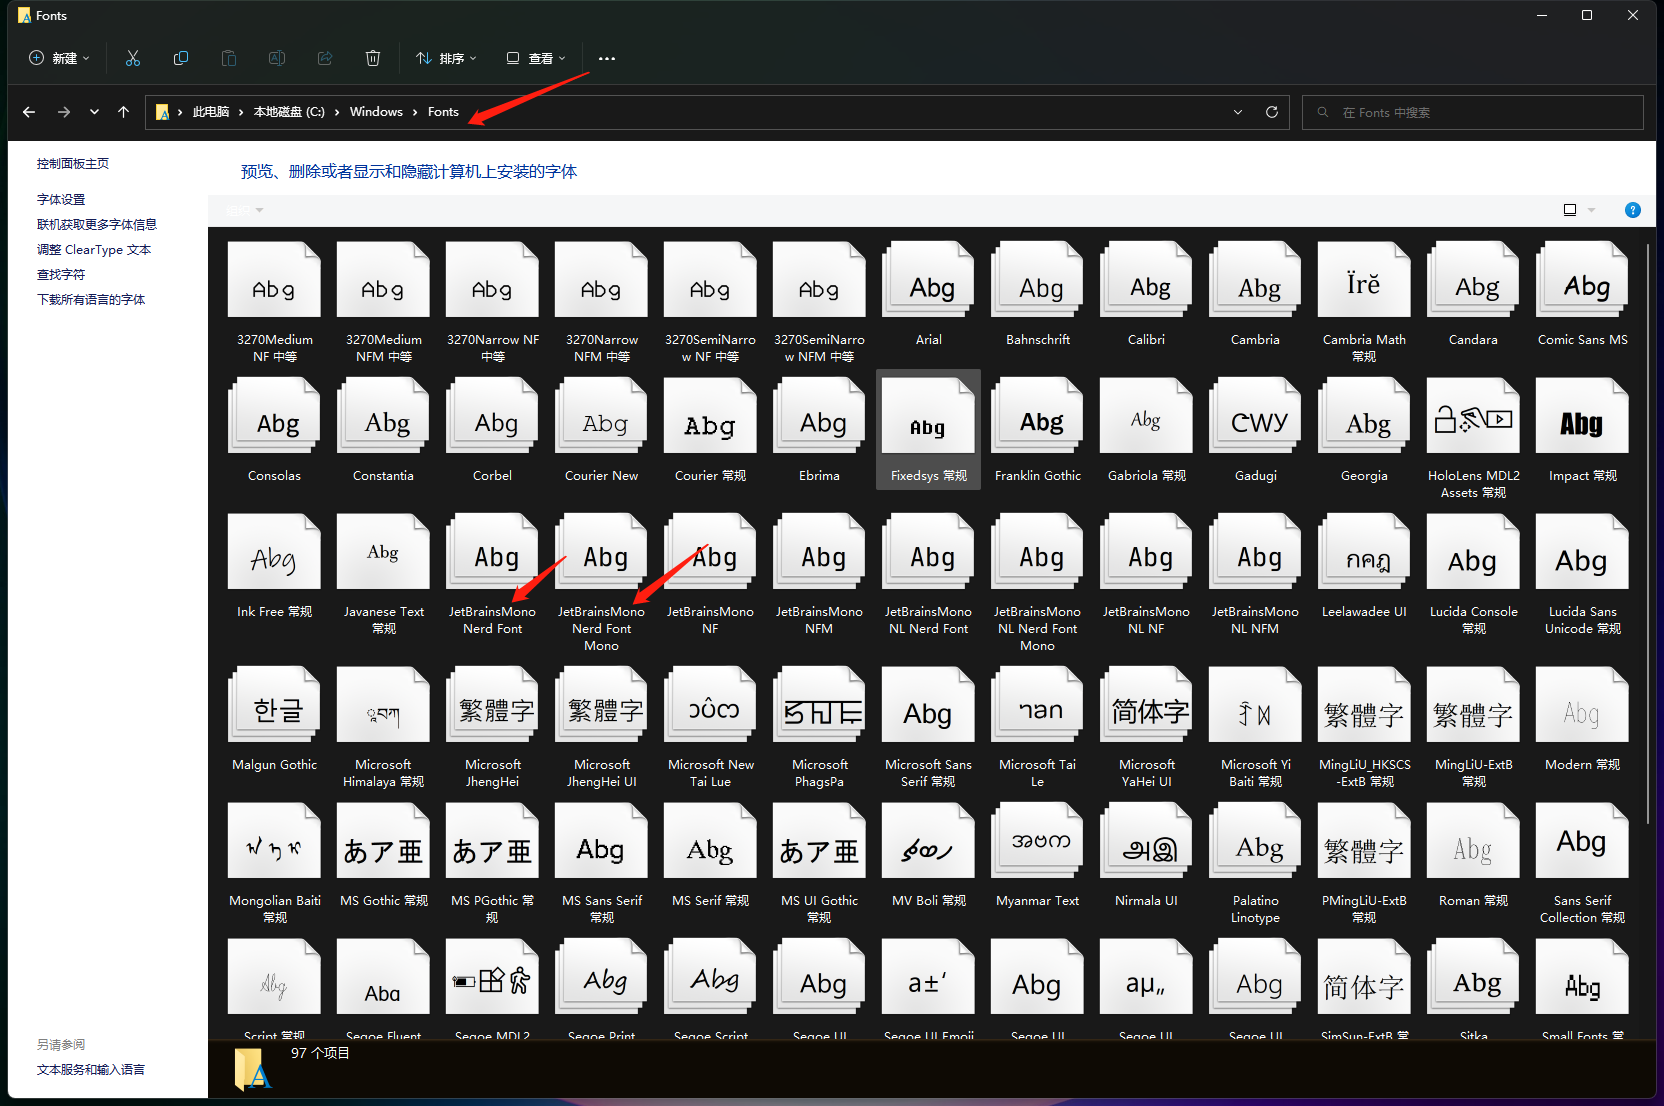 Fonts
新建
排序
查看
此电脑 › 本地磁盘 (C:) › Windows › Fonts
在 Fonts 中搜索
控制面板主页
字体设置
联机获取更多字体信息
调整 ClearType 文本
查找字符
下载所有语言的字体
预览、删除或者显示和隐藏计算机上安装的字体
组织
Abg Abg Abg Abg Abg Abg Abg Abg Abg Abg Ïrĕ Abg Abg
3270Medium NF 中等
3270Medium NFM 中等
3270Narrow NF 中等
3270Narrow NFM 中等
3270SemiNarrow NF 中等
3270SemiNarrow NFM 中等
Arial
Bahnschrift
Calibri
Cambria
Cambria Math 常规
Candara
Comic Sans MS
Abg Abg Abg Abg Abg Abg Abg Abg Abg Abg Abg
Consolas
Constantia
Corbel
Courier New
Courier 常规
Ebrima
Fixedsys 常规
Franklin Gothic
Gabriola 常规
Gadugi
Georgia
HoloLens MDL2 Assets 常规
Impact 常规
Abg Abg Abg Abg Abg Abg Abg Abg Abg Abg กคฎ Abg Abg
Ink Free 常规
Javanese Text 常规
JetBrainsMono Nerd Font
JetBrainsMono Nerd Font Mono
JetBrainsMono NF
JetBrainsMono NFM
JetBrainsMono NL Nerd Font
JetBrainsMono NL Nerd Font Mono
JetBrainsMono NL NF
JetBrainsMono NL NFM
Leelawadee UI
Lucida Console 常规
Lucida Sans Unicode 常规
한글 繁體字 繁體字 Abg 简体字 繁體字 繁體字 Abg
Malgun Gothic
Microsoft Himalaya 常规
Microsoft JhengHei
Microsoft JhengHei UI
Microsoft New Tai Lue
Microsoft PhagsPa
Microsoft Sans Serif 常规
Microsoft Tai Le
Microsoft YaHei UI
Microsoft Yi Baiti 常规
MingLiU_HKSCS-ExtB 常规
MingLiU-ExtB 常规
Modern 常规
あア亜 あア亜 Abg Abg あア亜 அஇ Abg 繁體字 Abg Abg
Mongolian Baiti 常规
MS Gothic 常规
MS PGothic 常规
MS Sans Serif 常规
MS Serif 常规
MS UI Gothic 常规
MV Boli 常规
Myanmar Text
Nirmala UI
Palatino Linotype
PMingLiU-ExtB 常规
Roman 常规
Sans Serif Collection 常规
Abg Aba Abg Abg Abg a±‘ Abg aµ„ Abg 简体字 Abg Abg
Script 常规
Segoe Fluent
Segoe MDL2
Segoe Print
Segoe Script
Segoe UI
Segoe UI Emoji
Segoe UI
Segoe UI
Segoe UI
SimSun-ExtB 常
Sitka
Small Fonts 常
另请参阅
文本服务和输入语言
97 个项目